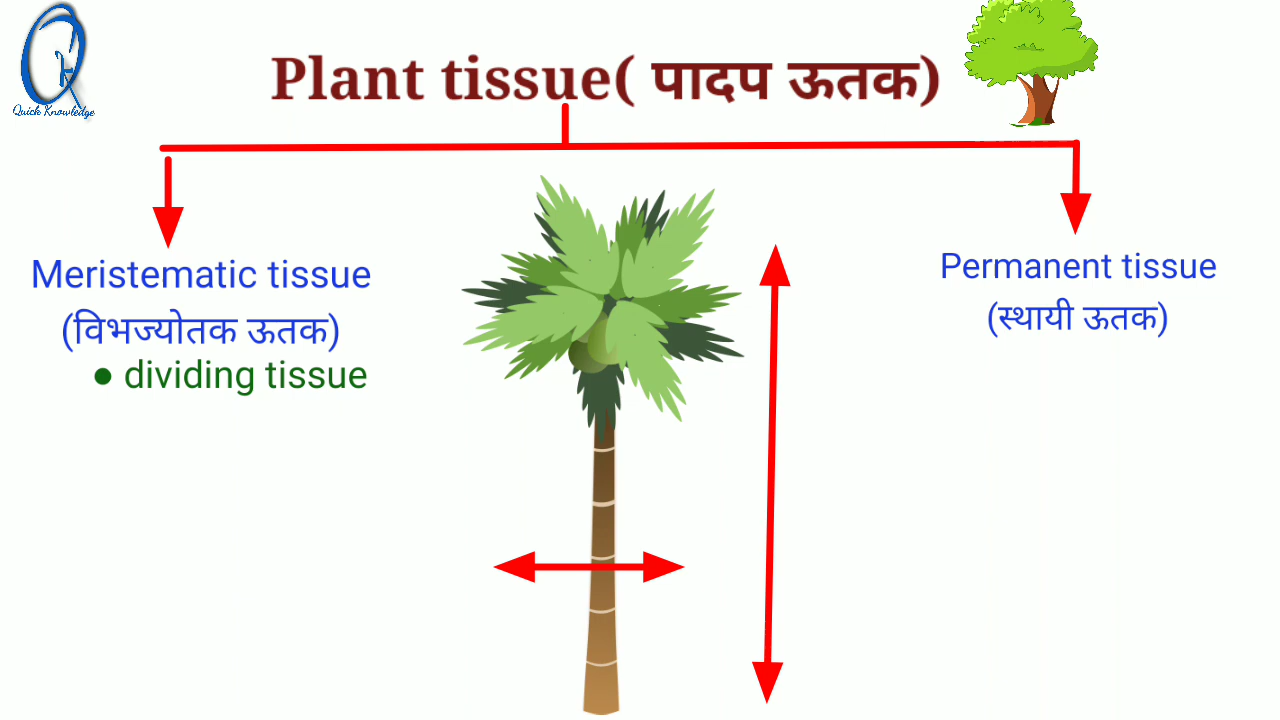 Quick Knowledge
Plant tissue( पादप ऊतक)
Meristematic tissue
(विभज्योतक ऊतक)
● dividing tissue
Permanent tissue
(स्थायी ऊतक)